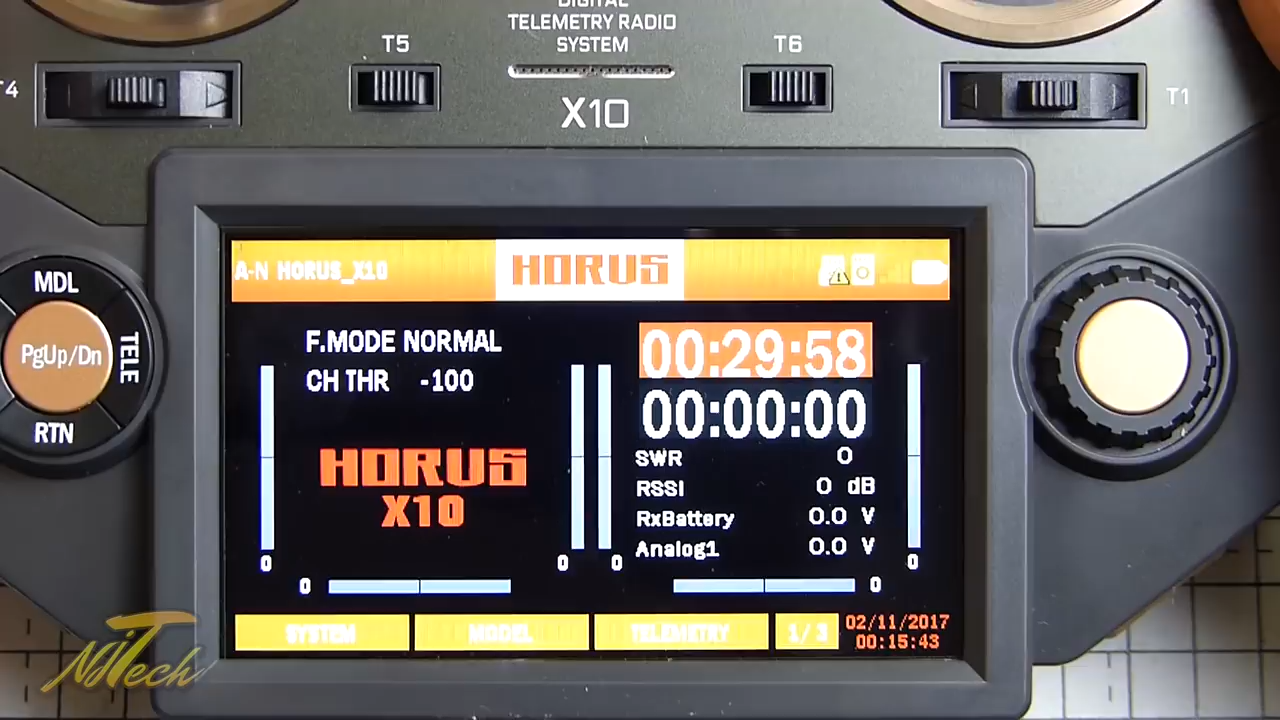 DIGITAL
TELEMETRY RADIO
SYSTEM
T4
T5
T6
T1
X10
A-N HORUS_X10
HORUS
MDL
PgUp/Dn
TELE
RTN
F.MODE NORMAL
CH THR -100
HORUS
X10
00:29:58
00:00:00
SWR 0
RSSI 0 dB
RxBattery 0.0 V
Analog1 0.0 V
0
0
0
0
0
0
SYSTEM
MODEL
TELEMETRY
1/3
02/11/2017
00:15:43
NJTech